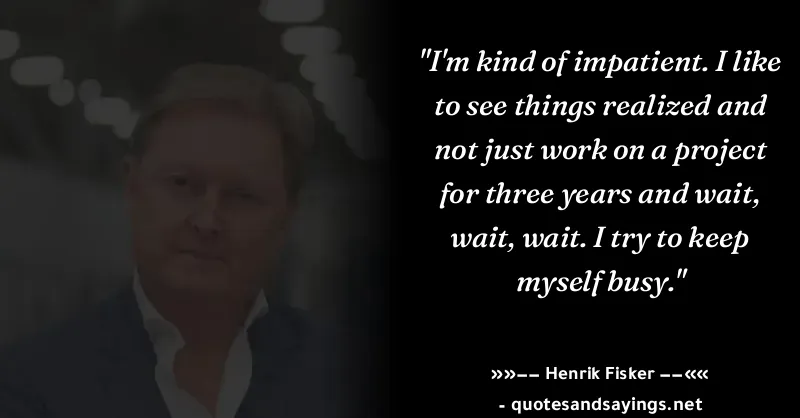 "I'm kind of impatient. I like
to see things realized and
not just work on a project
for three years and wait,
wait, wait. I try to keep
myself busy."
»»−− Henrik Fisker −−««
- quotesandsayings.net